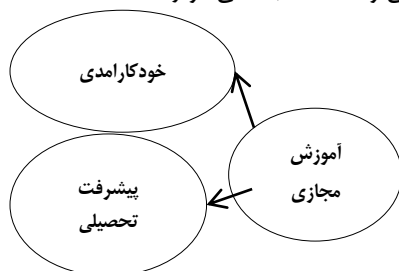 خودکارامدی
آموزش
مجازی
پیشرفت
تحصیلی